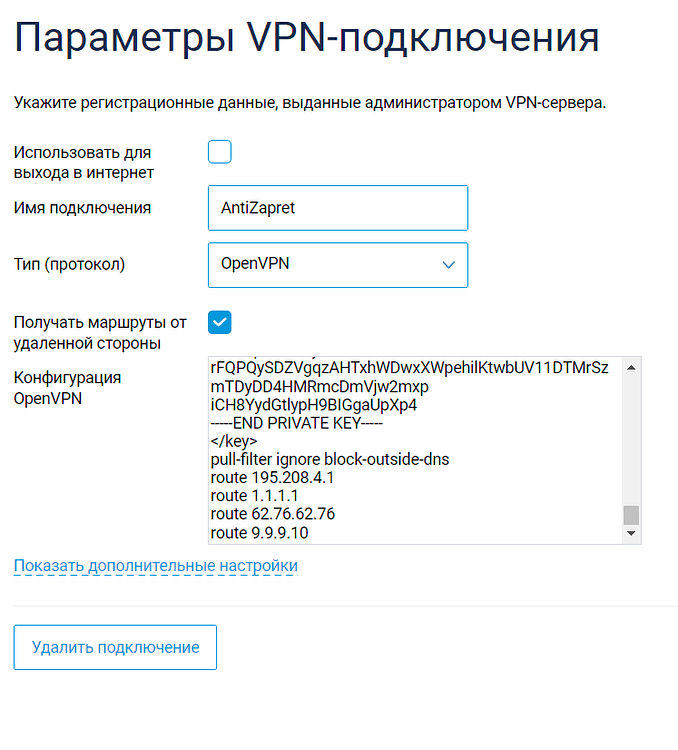 Параметры VPN-подключения
Укажите регистрационные данные, выданные администратором VPN-сервера.
Использовать для
выхода в интернет
Имя подключения
AntiZapret
Тип (протокол)
OpenVPN
Получать маршруты от
удаленной стороны
Конфигурация
OpenVPN
rFQPQySDZVgqzAHTxhWDwxXWpehilKtwbUV11DTMrSz
mTDyDD4HMRmcDmVjw2mxp
iCH8YydGtlypH9BIGgaUpXp4
-----END PRIVATE KEY-----
</key>
pull-filter ignore block-outside-dns
route 195.208.4.1
route 1.1.1.1
route 62.76.62.76
route 9.9.9.10
Показать дополнительные настройки
Удалить подключение